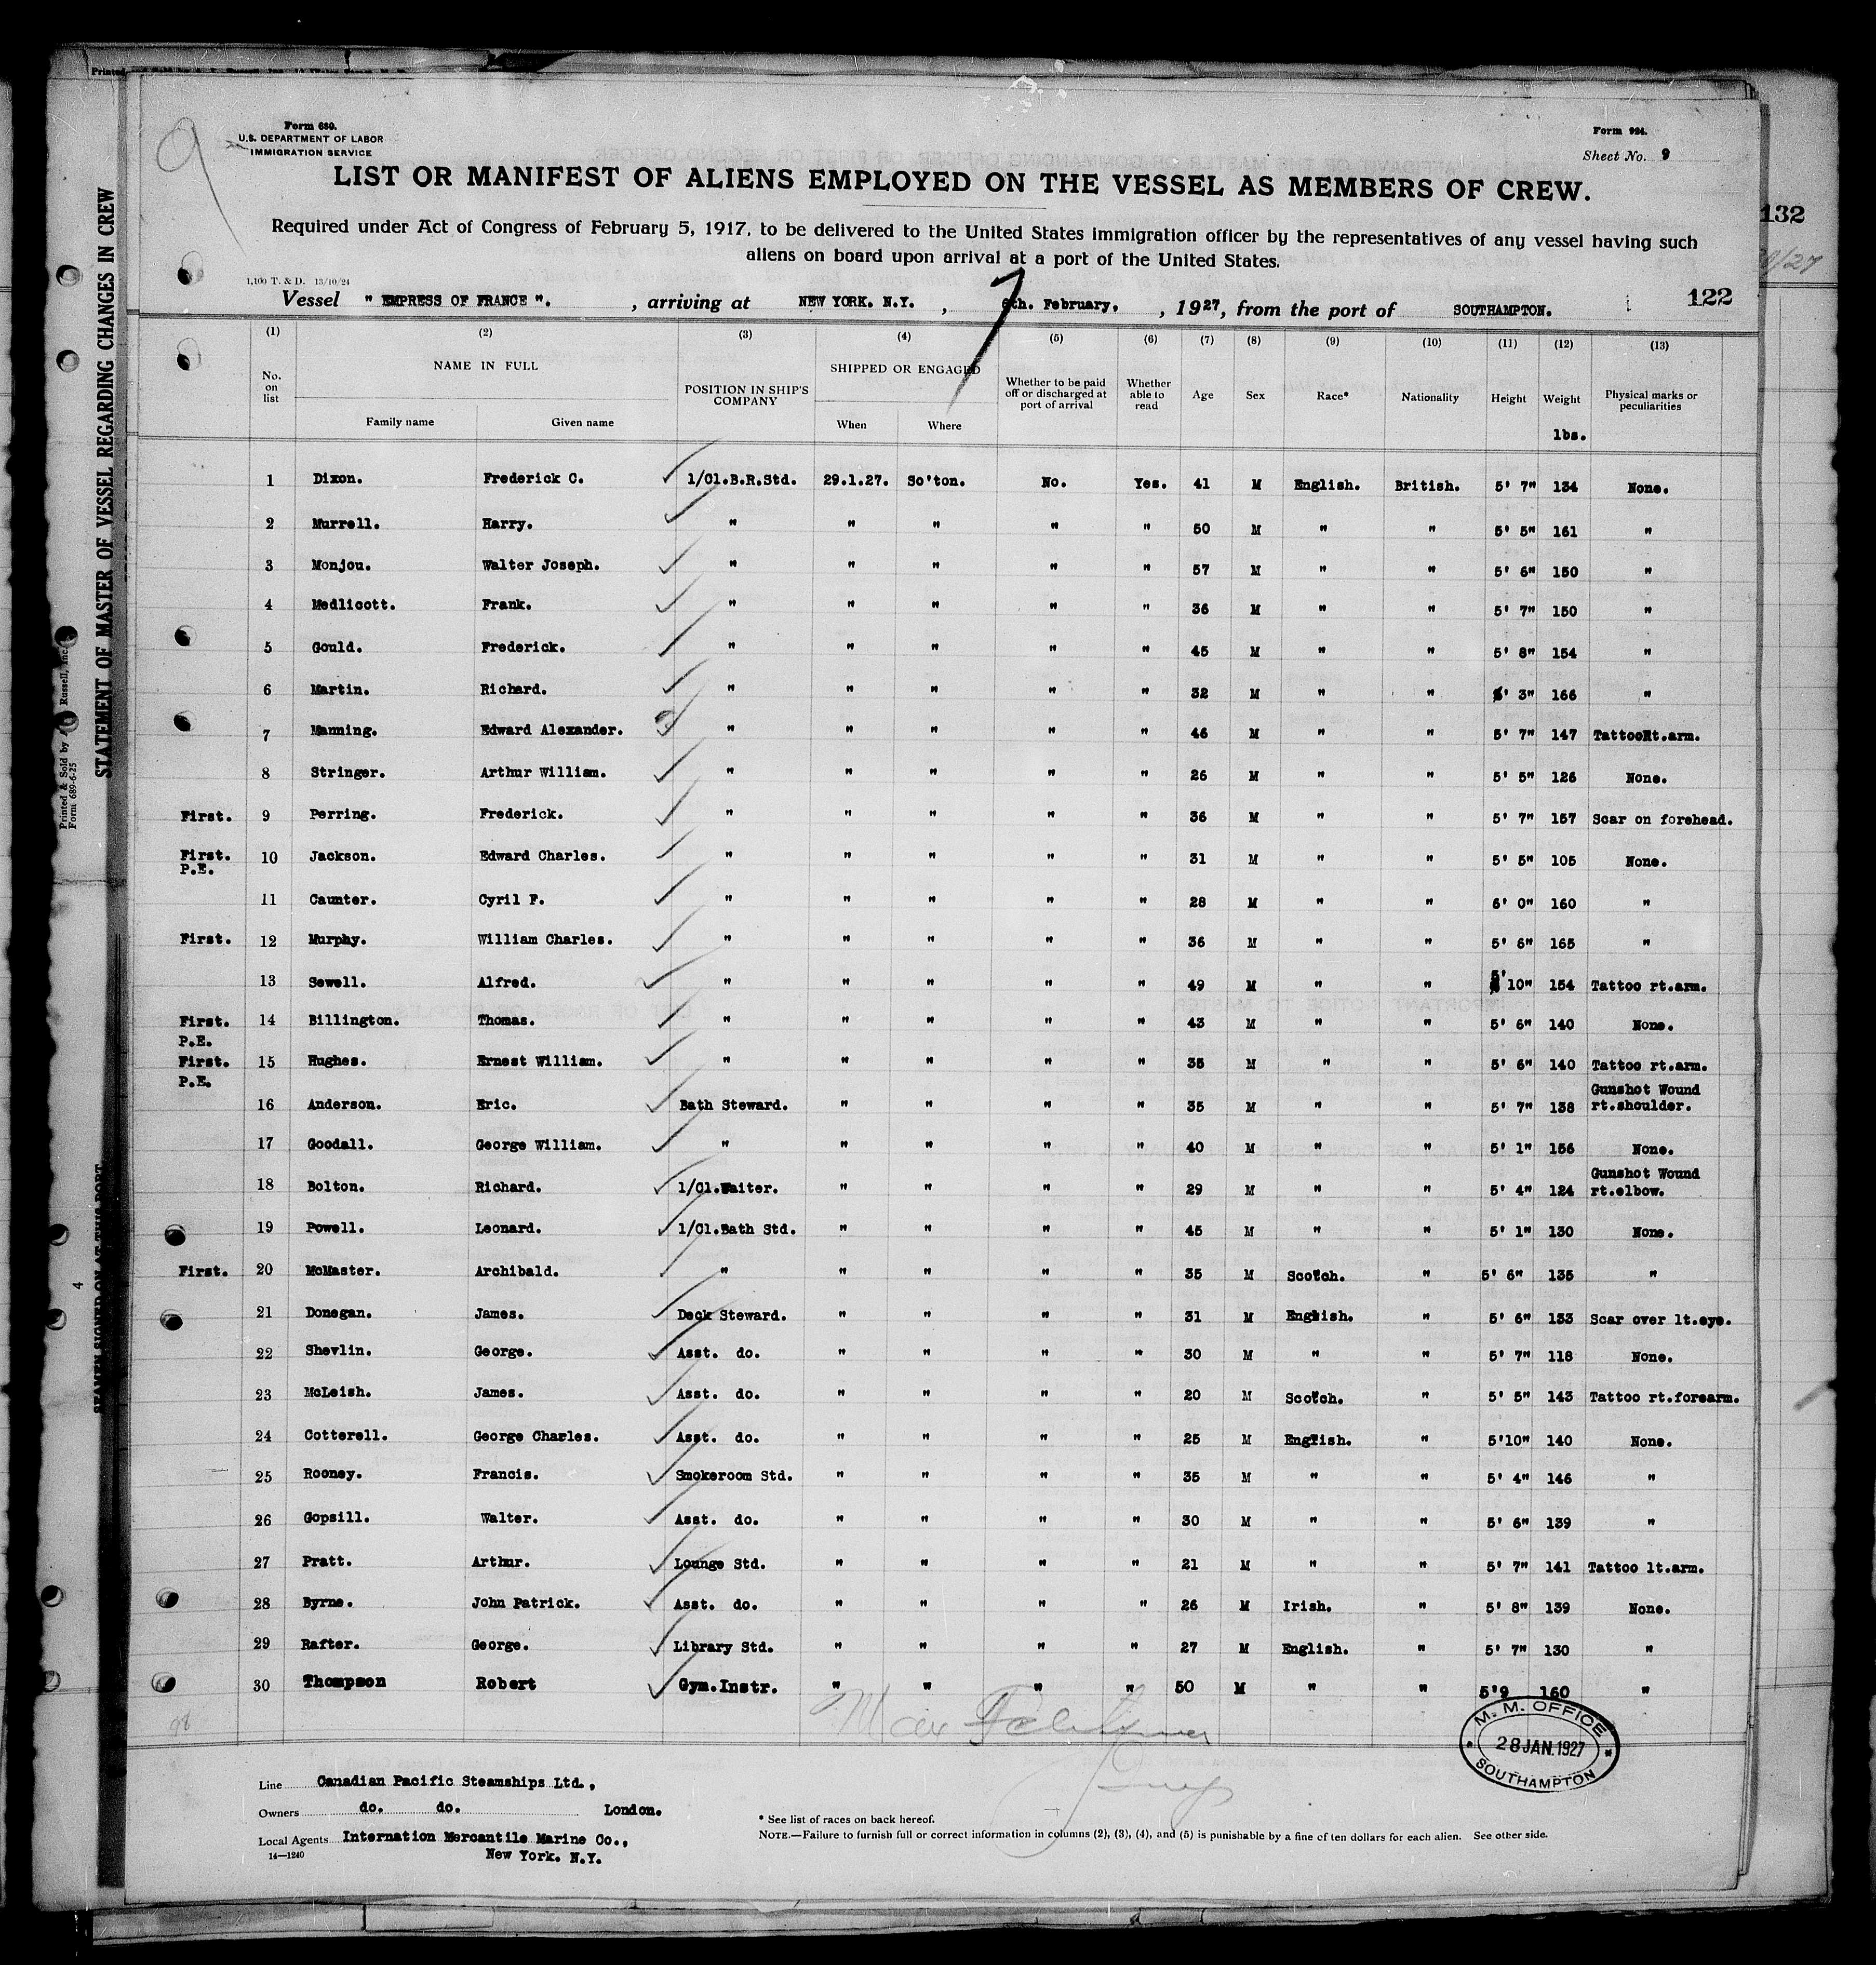 Form 680.
U.S. DEPARTMENT OF LABOR
IMMIGRATION SERVICE
Form 924.
Sheet No. 9
9
LIST OR MANIFEST OF ALIENS EMPLOYED ON THE VESSEL AS MEMBERS OF CREW.
Required under Act of Congress of February 5, 1917, to be delivered to the United States immigration officer by the representatives of any vessel having such
aliens on board upon arrival at a port of the United States.
1,100 T. & D. 13/10/24
Vessel " EMPRESS OF FRANCE ". , arriving at NEW YORK. N.Y. , 6th. February, , 1927, from the port of SOUTHAMPTON.
7
122
132
(1) (2) (3) (4) (5) (6) (7) (8) (9) (10) (11) (12) (13)
No. on list NAME IN FULL Family name Given name POSITION IN SHIP'S COMPANY SHIPPED OR ENGAGED When Where Whether to be paid off or discharged at port of arrival Whether able to read Age Sex Race* Nationality Height Weight lbs. Physical marks or peculiarities
1 Dixon. Frederick C. 1/Cl.B.R.Std. 29.1.27. So'ton. No. Yes. 41 M English. British. 5' 7" 134 None.
2 Murrell. Harry. " " " " " 50 M " " 5' 5" 161 "
3 Monjou. Walter Joseph. " " " " " 57 M " " 5' 6" 150 "
4 Medlicott. Frank. " " " " " 36 M " " 5' 7" 150 "
5 Gould. Frederick. " " " " " 45 M " " 5' 8" 154 "
6 Martin. Richard. " " " " " 32 M " " ' 3" 166 "
7 Manning. Edward Alexander. " " " " " 46 M " " 5' 7" 147 TattooRt.arm.
8 Stringer. Arthur William. " " " " " 26 M " " 5' 5" 126 None.
First. 9 Perring. Frederick. " " " " " 36 M " " 5' 7" 157 Scar on forehead.
First. P.E. 10 Jackson. Edward Charles. " " " " " 31 M " " 5' 5" 105 None.
11 Caunter. Cyril F. " " " " " 28 M " " 6' 0" 160 "
First. 12 Murphy. William Charles. " " " " " 36 M " " 5' 6" 165 "
13 Sewell. Alfred. " " " " " 49 M " " 5' 10" 154 Tattoo rt.arm.
First. P.E. 14 Billington. Thomas. " " " " " 43 M " " 5' 6" 140 None.
First. P.E. 15 Hughes. Ernest William. " " " " " 35 M " " 5' 6" 140 Tattoo rt.arm.
16 Anderson. Eric. Bath Steward. " " " " 35 M " " 5' 7" 138 Gunshot Wound rt.shoulder.
17 Goodall. George William. " " " " " 40 M " " 5' 1" 156 None.
18 Bolton. Richard. 1/Cl.Waiter. " " " " 29 M " " 5' 4" 124 Gunshot Wound rt.elbow.
19 Powell. Leonard. 1/Cl.Bath Std. " " " " 45 M " " 5' 1" 130 None.
First. 20 McMaster. Archibald. " " " " " 35 M Scotch. " 5' 6" 135 "
21 Donegan. James. Deck Steward. " " " " 31 M English. " 5' 6" 133 Scar over lt.eye.
22 Shevlin. George. Asst. do. " " " " 30 M " " 5' 7" 118 None.
23 McLeish. James. Asst. do. " " " " 20 M Scotch. " 5' 5" 143 Tattoo rt.forearm.
24 Cotterell. George Charles. Asst. do. " " " " 25 M English. " 5'10" 140 None.
25 Rooney. Francis. Smokeroom Std. " " " " 35 M " " 5' 4" 146 "
26 Gopsill. Walter. Asst. do. " " " " 30 M " " 5' 6" 139 "
27 Pratt. Arthur. Lounge Std. " " " " 21 M " " 5' 7" 141 Tattoo lt.arm.
28 Byrne. John Patrick. Asst. do. " " " " 26 M Irish. " 5' 8" 139 None.
29 Rafter. George. Library Std. " " " " 27 M English. " 5' 7" 130 "
30 Thompson Robert Gym.Instr. " " " " 50 M " " 5'9 160 "
98
M. M. OFFICE
28 JAN. 1927
SOUTHAMPTON
Line Canadian Pacific Steamships Ltd.,
Owners do. do. London.
Local Agents Internation Mercantile Marine Co.,
New York. N.Y.
14—1240
* See list of races on back hereof.
NOTE.—Failure to furnish full or correct information in columns (2), (3), (4), and (5) is punishable by a fine of ten dollars for each alien. See other side.
STATEMENT OF MASTER OF VESSEL REGARDING CHANGES IN CREW
Form 689-6-25
4